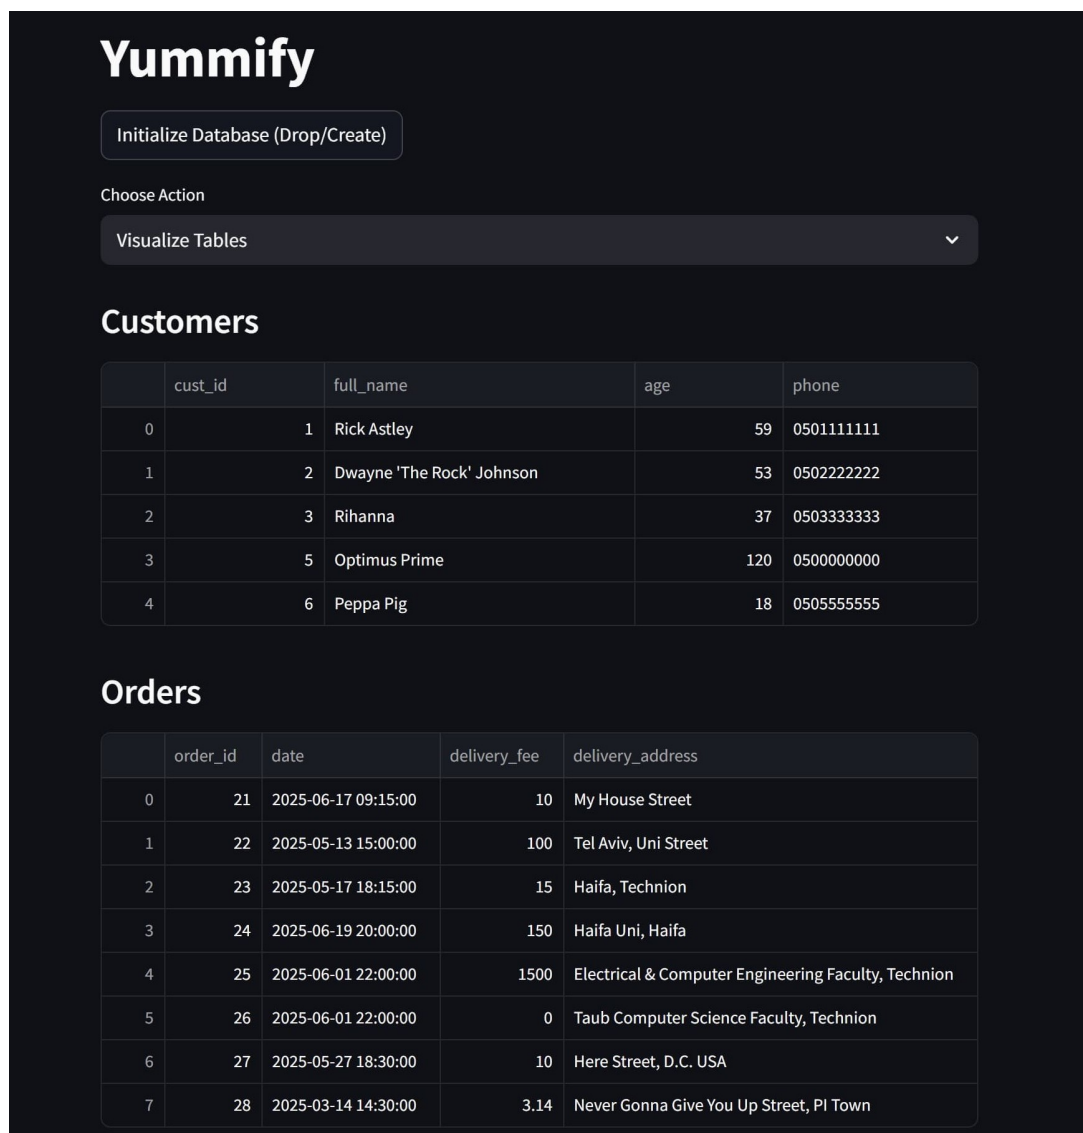 Yummify
Initialize Database (Drop/Create)
Choose Action
Visualize Tables
Customers
cust_id full_name age phone
0 1 Rick Astley 59 0501111111
1 2 Dwayne 'The Rock' Johnson 53 0502222222
2 3 Rihanna 37 0503333333
3 5 Optimus Prime 120 0500000000
4 6 Peppa Pig 18 0505555555
Orders
order_id date delivery_fee delivery_address
0 21 2025-06-17 09:15:00 10 My House Street
1 22 2025-05-13 15:00:00 100 Tel Aviv, Uni Street
2 23 2025-05-17 18:15:00 15 Haifa, Technion
3 24 2025-06-19 20:00:00 150 Haifa Uni, Haifa
4 25 2025-06-01 22:00:00 1500 Electrical & Computer Engineering Faculty, Technion
5 26 2025-06-01 22:00:00 0 Taub Computer Science Faculty, Technion
6 27 2025-05-27 18:30:00 10 Here Street, D.C. USA
7 28 2025-03-14 14:30:00 3.14 Never Gonna Give You Up Street, PI Town